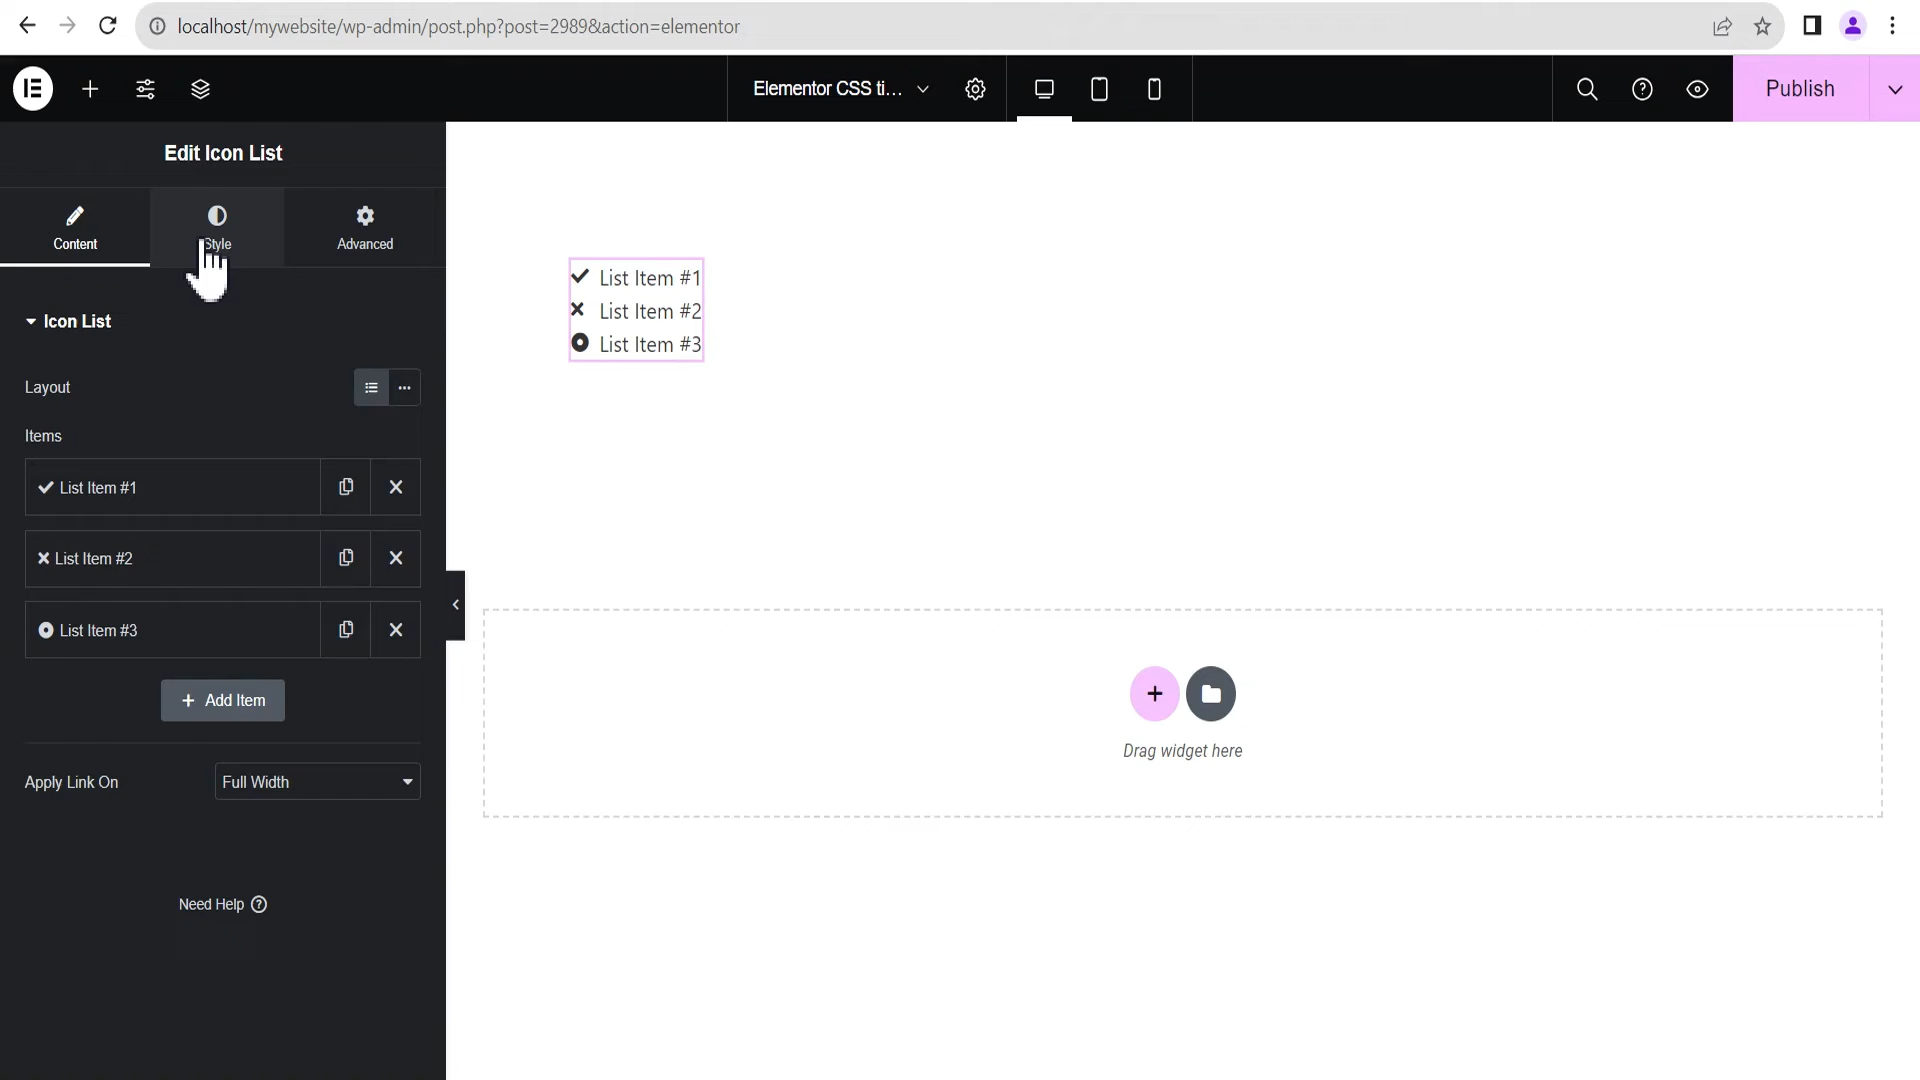 localhost/mywebsite/wp-admin/post.php?post=2989&action=elementor
Elementor CSS ti...
Publish
Edit Icon List
Content
Style
Advanced
Icon List
Layout
Items
List Item #1
List Item #2
List Item #3
Add Item
Apply Link On
Full Width
Need Help
List Item #1
List Item #2
List Item #3
Drag widget here